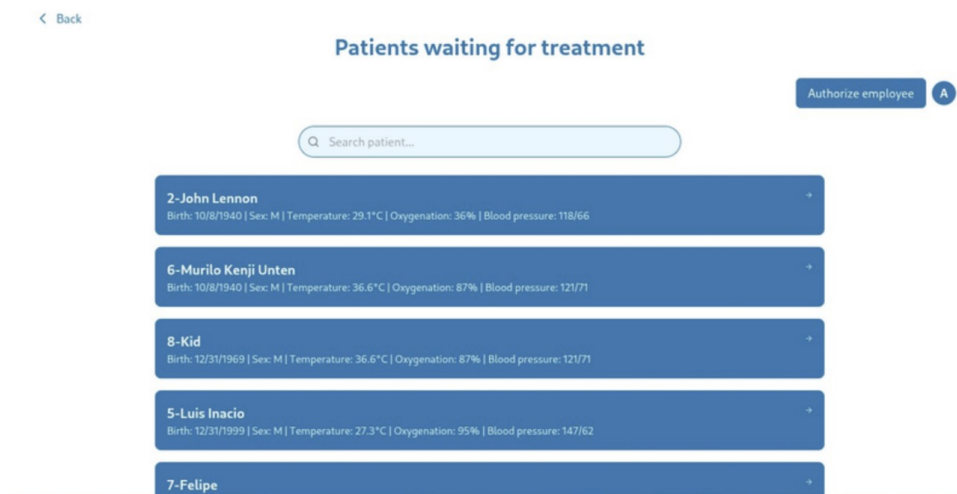 Back
Patients waiting for treatment
Authorize employee A
Search patient...
2-John Lennon
Birth: 10/8/1940 | Sex: M | Temperature: 29.1°C | Oxygenation: 36% | Blood pressure: 118/66
6-Murilo Kenji Unten
Birth: 10/8/1940 | Sex: M | Temperature: 36.6°C | Oxygenation: 87% | Blood pressure: 121/71
8-Kid
Birth: 12/31/1969 | Sex: M | Temperature: 36.6°C | Oxygenation: 87% | Blood pressure: 121/71
5-Luis Inacio
Birth: 12/31/1999 | Sex: M | Temperature: 27.3°C | Oxygenation: 95% | Blood pressure: 147/62
7-Felipe